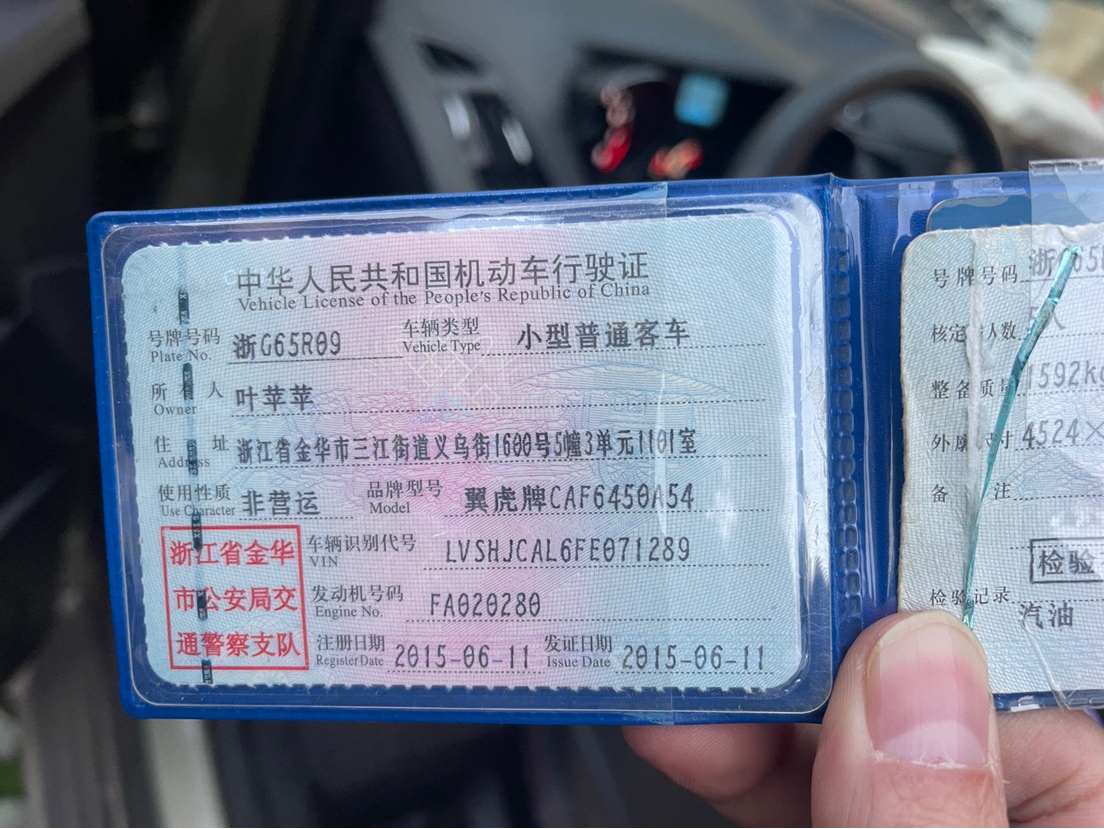 中华人民共和国机动车行驶证
Vehicle License of the People's Republic of China
号牌号码 浙G65R09 车辆类型 小型普通客车
Plate No. Vehicle Type
所有人 叶苹苹
Owner
住址 浙江省金华市三江街道义乌街1600号5幢3单元1101室
Address
使用性质 非营运 品牌型号 翼虎牌CAF6450A54
Use Character Model
浙江省金华
市公安局交
通警察支队
车辆识别代号 LVSHJCAL6FE071289
VIN
发动机号码 FA020280
Engine No.
注册日期 2015-06-11 发证日期 2015-06-11
Register Date Issue Date
号牌号码 浙G65
核定人数 人
整备质量 1592kg
外廓尺寸 4524×
备注
检验
检验记录
汽油